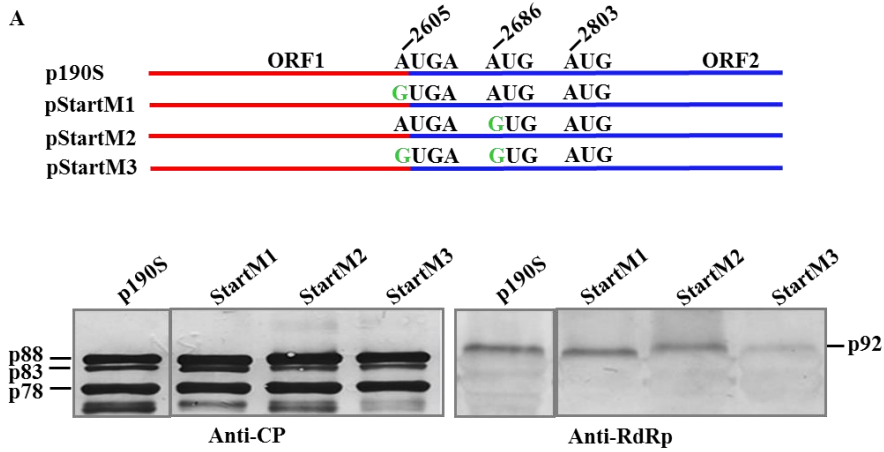 A
2605 2686 2803
ORF1 AUGA AUG AUG ORF2
p190S
GUGA AUG AUG
pStartM1
AUGA GUG AUG
pStartM2
GUGA GUG AUG
pStartM3
p190S StartM1 StartM2 StartM3 p190S StartM1 StartM2 StartM3
p88 p92
p83
p78
Anti-CP Anti-RdRp